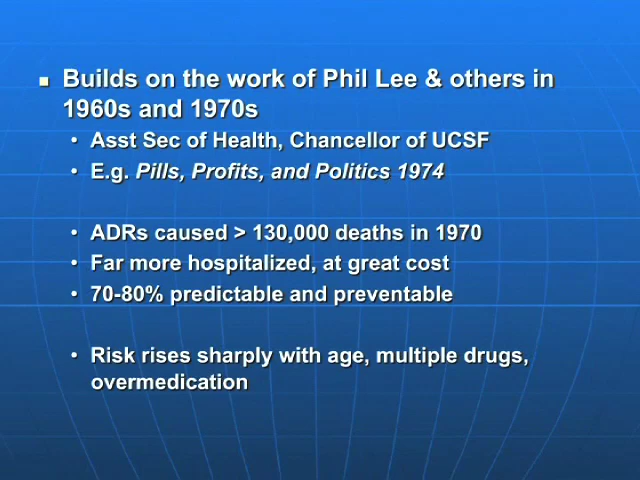 Builds on the work of Phil Lee & others in
1960s and 1970s
• Asst Sec of Health, Chancellor of UCSF
• E.g. Pills, Profits, and Politics 1974
• ADRs caused > 130,000 deaths in 1970
• Far more hospitalized, at great cost
• 70-80% predictable and preventable
• Risk rises sharply with age, multiple drugs,
overmedication